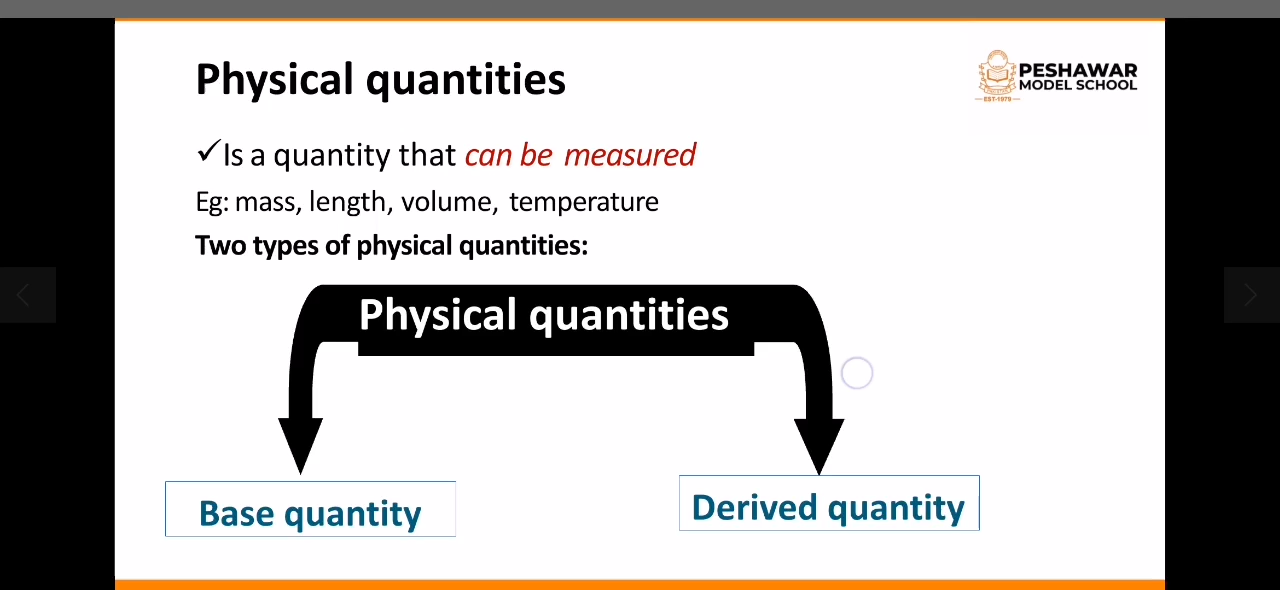 Physical quantities
PESHAWAR
MODEL SCHOOL
EST-1979
✓Is a quantity that can be measured
Eg: mass, length, volume, temperature
Two types of physical quantities:
Physical quantities
Base quantity
Derived quantity